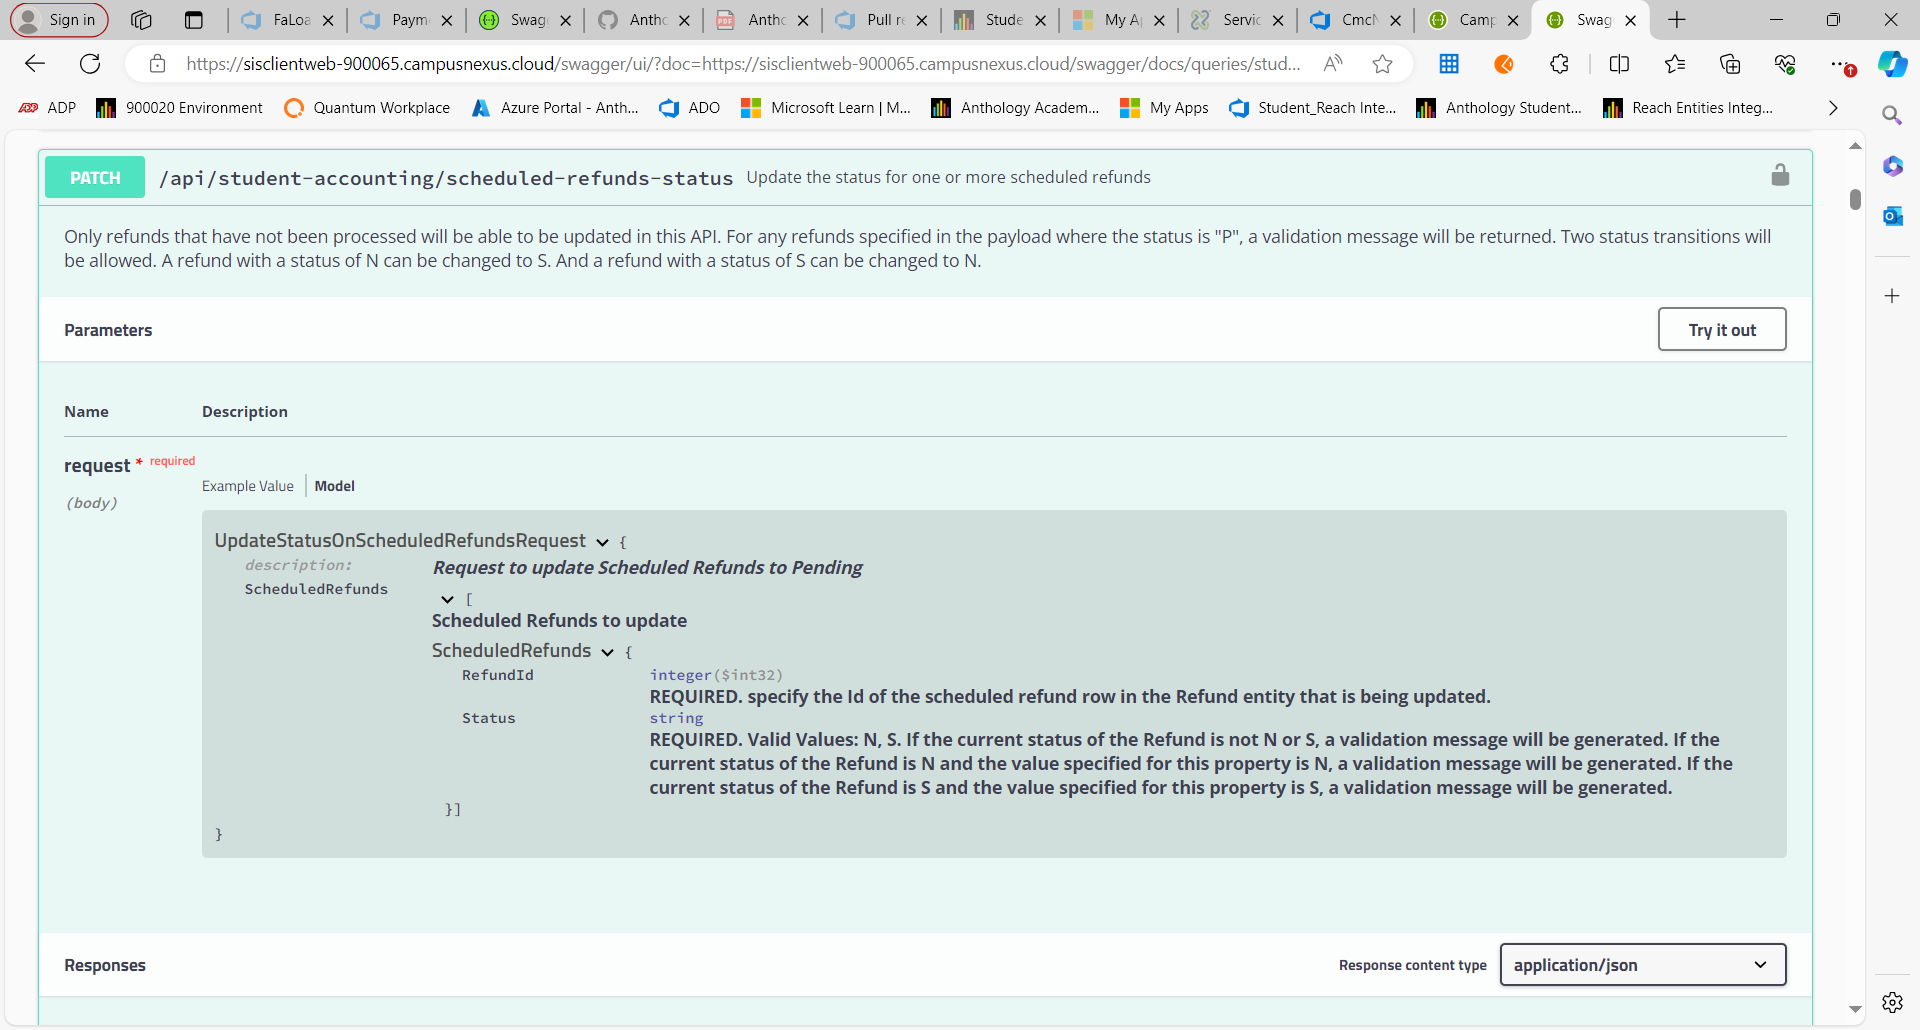 Sign in
FaLoa
Paym
Swag
Antho
Antho
Pull re
Stude
My A
Servic
CmcN
Camp
Swag
https://sisclientweb-900065.campusnexus.cloud/swagger/ui/?doc=https://sisclientweb-900065.campusnexus.cloud/swagger/docs/queries/stud...
ADP
900020 Environment
Quantum Workplace
Azure Portal - Anth...
ADO
Microsoft Learn | M...
Anthology Academ...
My Apps
Student_Reach Inte...
Anthology Student...
Reach Entities Integ...
PATCH /api/student-accounting/scheduled-refunds-status Update the status for one or more scheduled refunds
Only refunds that have not been processed will be able to be updated in this API. For any refunds specified in the payload where the status is "P", a validation message will be returned. Two status transitions will
be allowed. A refund with a status of N can be changed to S. And a refund with a status of S can be changed to N.
Parameters
Try it out
Name Description
request * required
(body)
Example Value Model
UpdateStatusOnScheduledRefundsRequest {
description: Request to update Scheduled Refunds to Pending
ScheduledRefunds
[
Scheduled Refunds to update
ScheduledRefunds {
RefundId integer($int32)
REQUIRED. specify the Id of the scheduled refund row in the Refund entity that is being updated.
Status string
REQUIRED. Valid Values: N, S. If the current status of the Refund is not N or S, a validation message will be generated. If the
current status of the Refund is N and the value specified for this property is N, a validation message will be generated. If the
current status of the Refund is S and the value specified for this property is S, a validation message will be generated.
}]
}
Responses
Response content type application/json